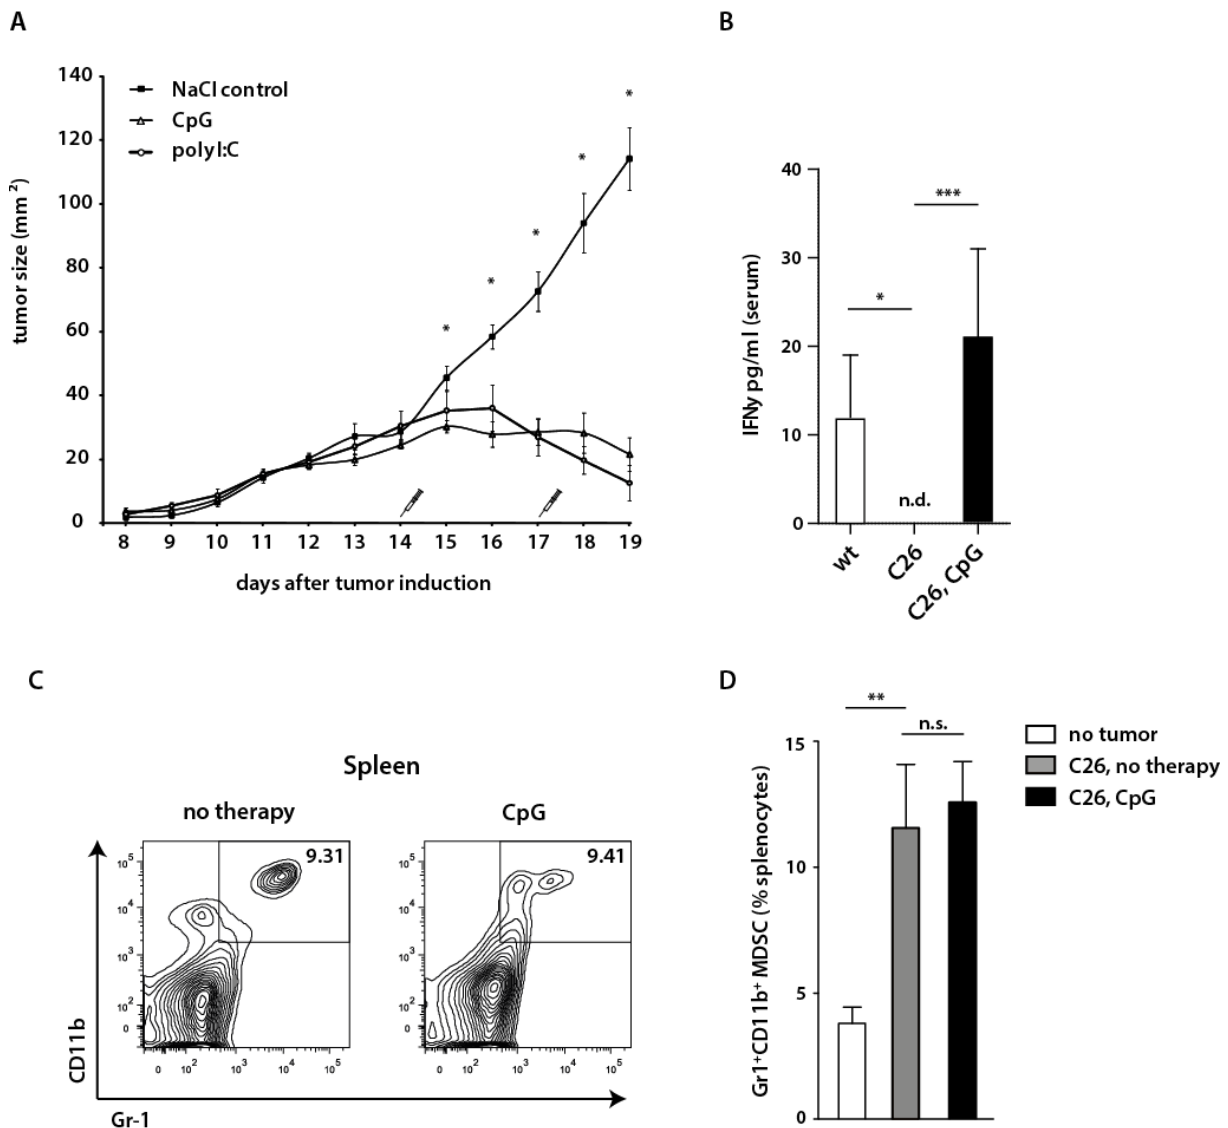 A
140
120
100
80
60
40
20
0
tumor size (mm²)
NaCl control
CpG
polyI:C
*
*
*
*
*
8 9 10 11 12 13 14 15 16 17 18 19
days after tumor induction
B
40
30
20
10
0
IFNγ pg/ml (serum)
***
*
n.d.
wt
C26
C26, CpG
C
Spleen
no therapy
CpG
9.31
10⁵
10⁴
10³
10²
0
0 10² 10³ 10⁴ 10⁵
9.41
10⁵
10⁴
10³
10²
0
0 10² 10³ 10⁴ 10⁵
CD11b
Gr-1
D
**
n.s.
15
10
5
0
Gr1⁺CD11b⁺ MDSC (% splenocytes)
no tumor
C26, no therapy
C26, CpG